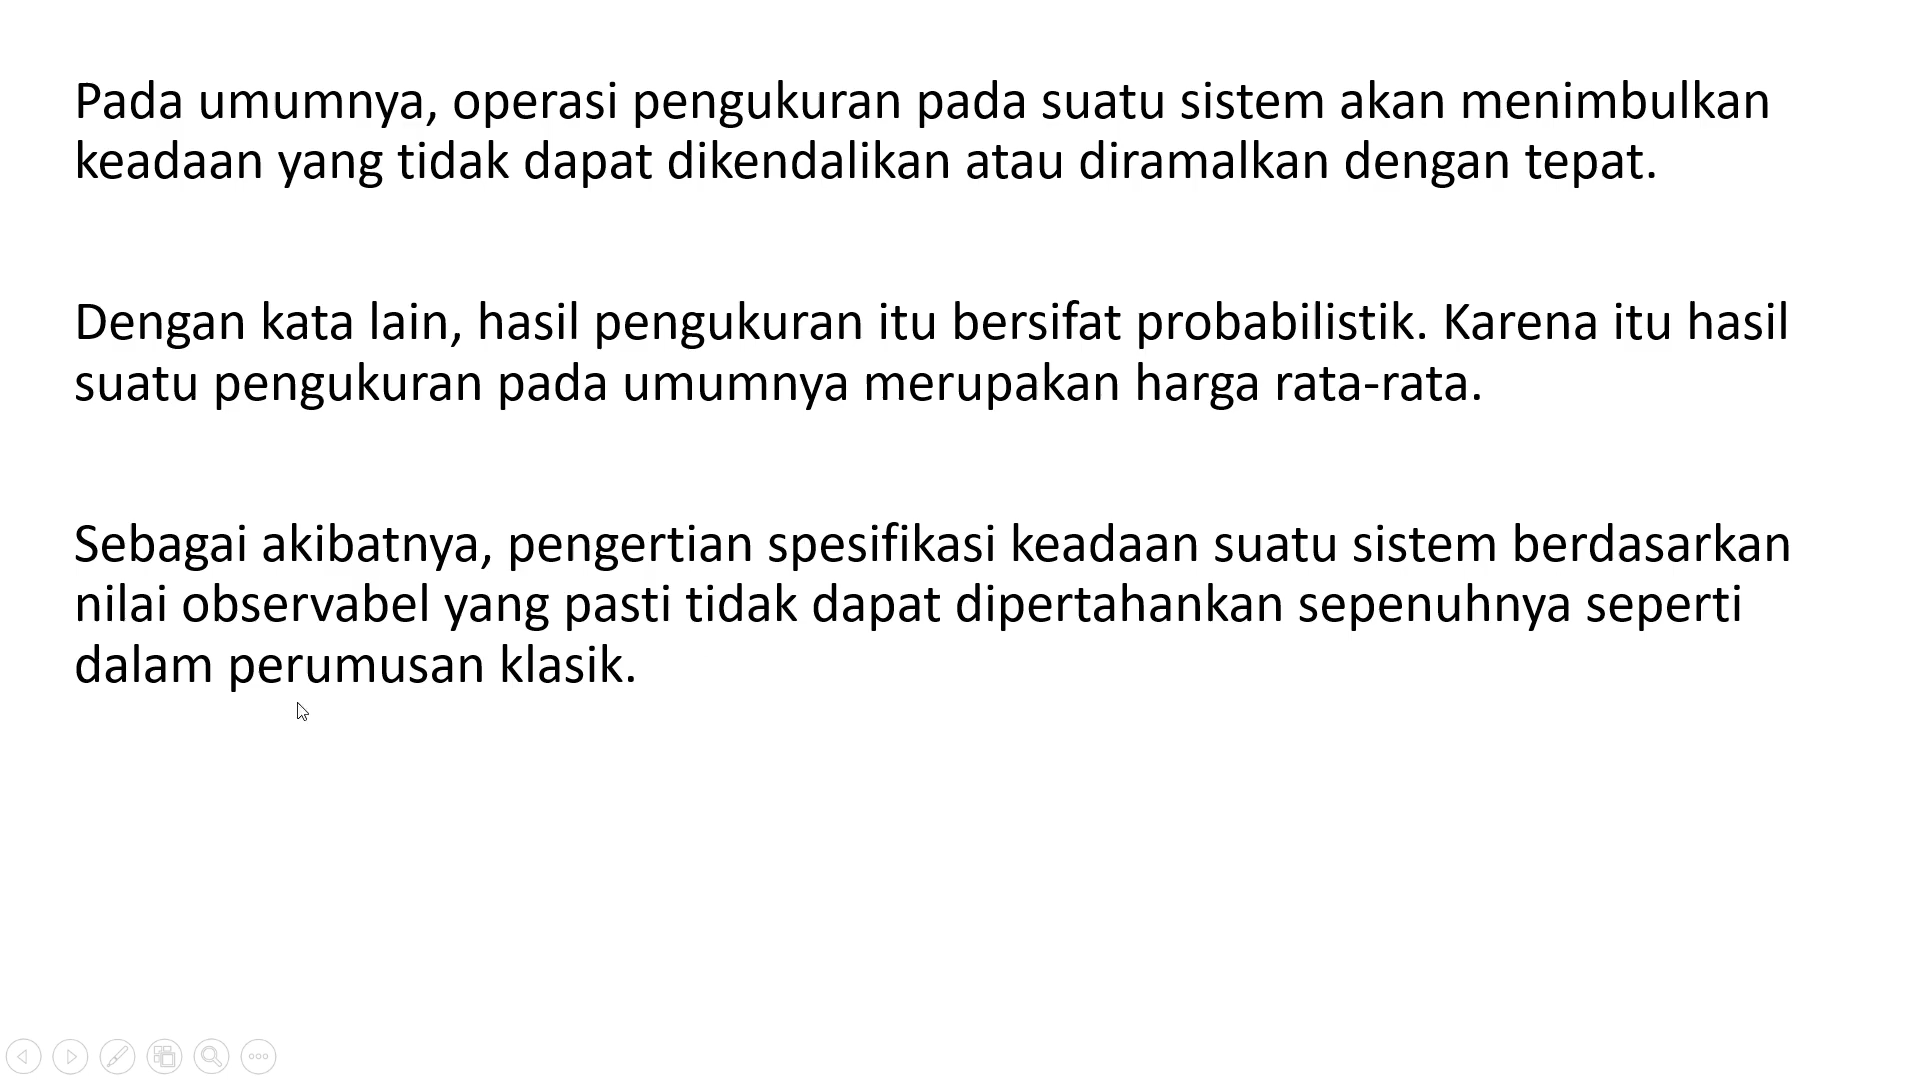 Pada umumnya, operasi pengukuran pada suatu sistem akan menimbulkan
keadaan yang tidak dapat dikendalikan atau diramalkan dengan tepat.
Dengan kata lain, hasil pengukuran itu bersifat probabilistik. Karena itu hasil
suatu pengukuran pada umumnya merupakan harga rata-rata.
Sebagai akibatnya, pengertian spesifikasi keadaan suatu sistem berdasarkan
nilai observabel yang pasti tidak dapat dipertahankan sepenuhnya seperti
dalam perumusan klasik.